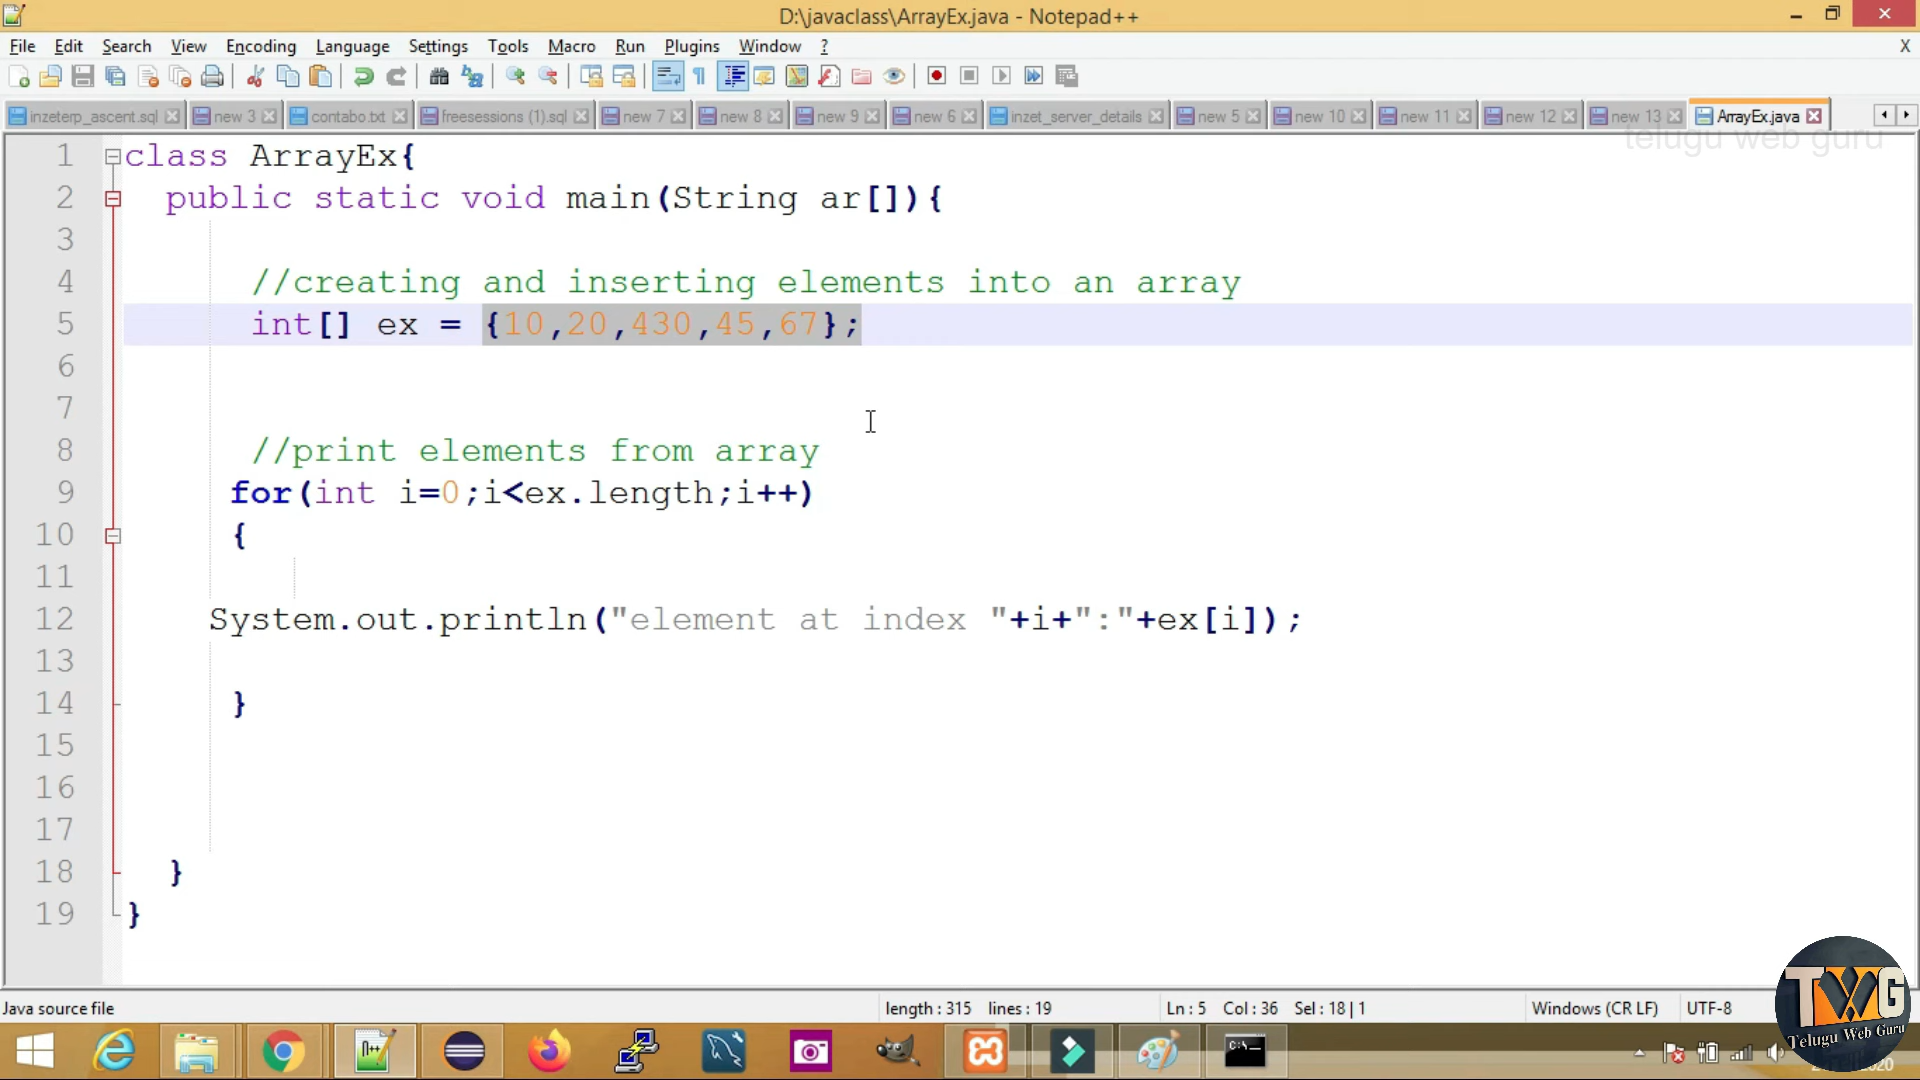 D:\javaclass\ArrayEx.java - Notepad++
File Edit Search View Encoding Language Settings Tools Macro Run Plugins Window ? X
inzeterp_ascent.sql new 3 contabo.txt freesessions (1).sql new 7 new 8 new 9 new 6 inzet_server_details new 5 new 10 new 11 new 12 new 13 ArrayEx.java
telugu web guru
1 class ArrayEx{
2 public static void main(String ar[]){
3
4 //creating and inserting elements into an array
5 int[] ex = {10,20,430,45,67};
6
7
8 //print elements from array
9 for(int i=0;i<ex.length;i++)
10 {
11
12 System.out.println("element at index "+i+":"+ex[i]);
13
14 }
15
16
17
18 }
19 }
Java source file length : 315 lines : 19 Ln : 5 Col : 36 Sel : 18 | 1 Windows (CR LF) UTF-8
TWG
Telugu Web Guru